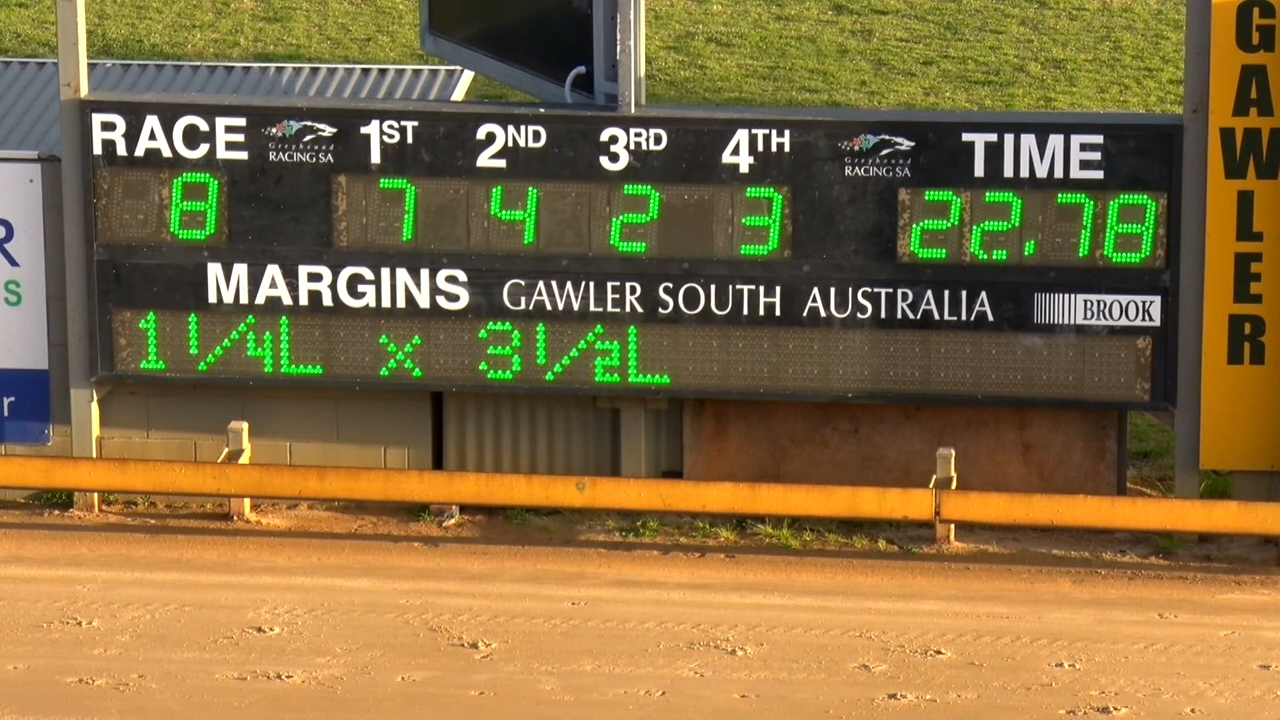 RACE Greyhound RACING SA 1ST 2ND 3RD 4TH Greyhound RACING SA TIME
8 7 4 2 3 22.78
MARGINS GAWLER SOUTH AUSTRALIA BROOK
1 1/4L x 3 1/2L
GAWLER
R
S
r